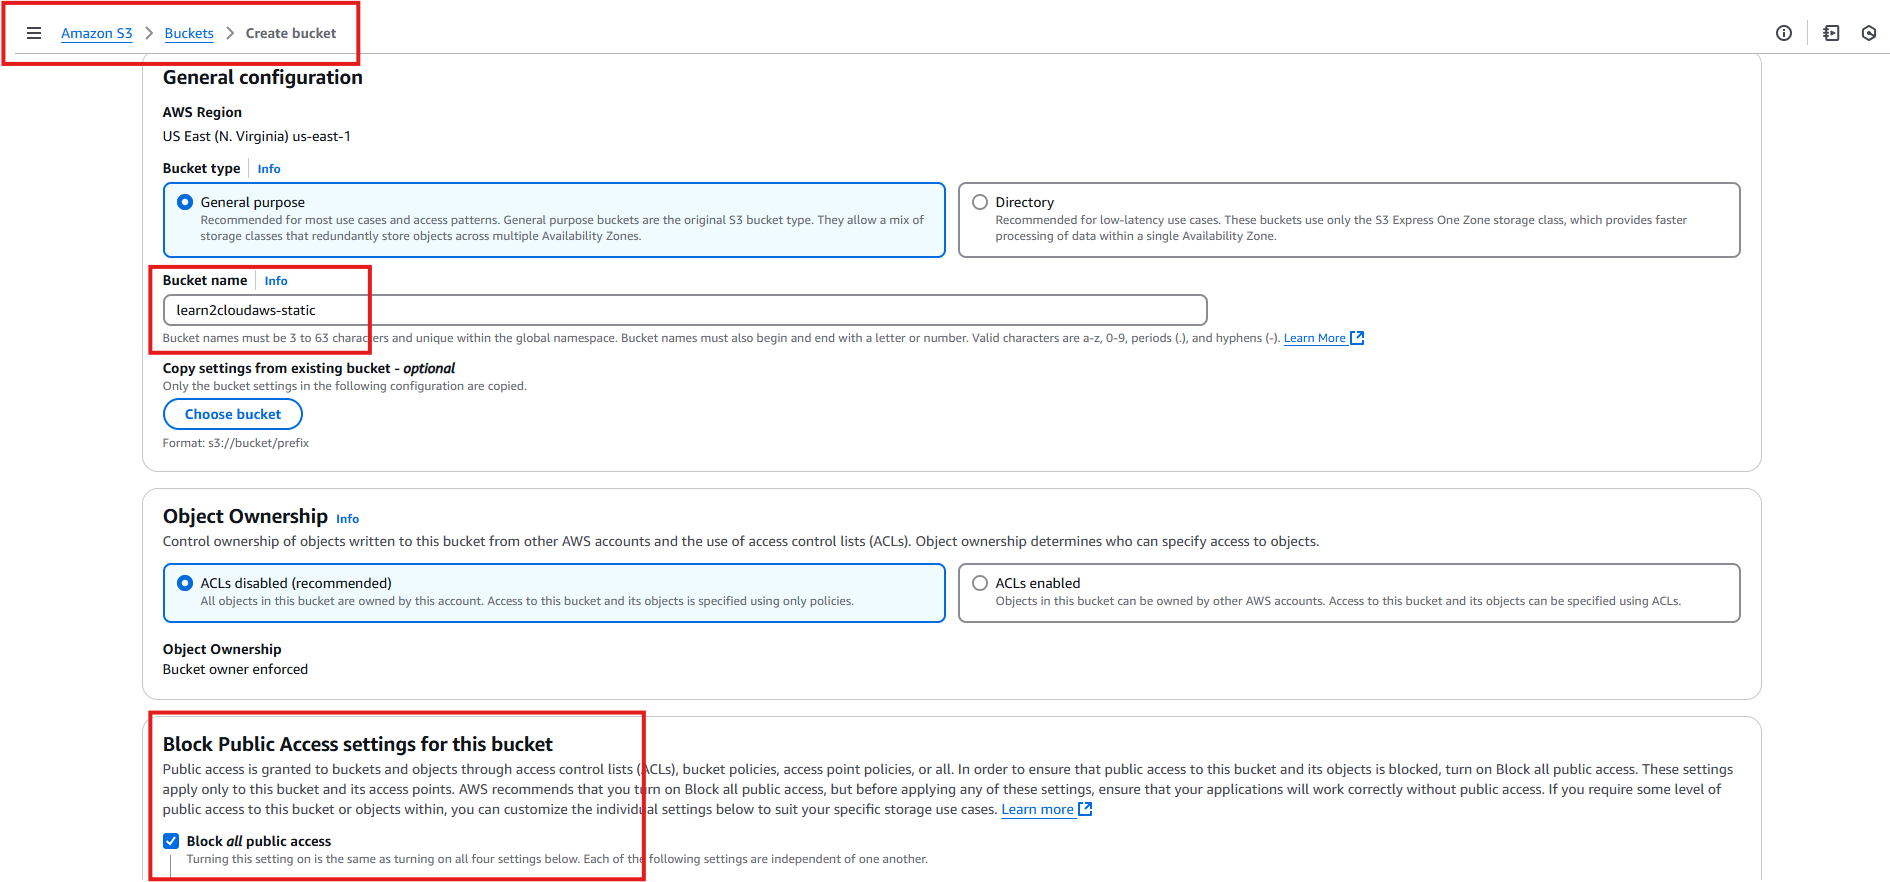 Amazon S3 > Buckets > Create bucket
General configuration
AWS Region
US East (N. Virginia) us-east-1
Bucket type Info
General purpose
Recommended for most use cases and access patterns. General purpose buckets are the original S3 bucket type. They allow a mix of
storage classes that redundantly store objects across multiple Availability Zones.
Directory
Recommended for low-latency use cases. These buckets use only the S3 Express One Zone storage class, which provides faster
processing of data within a single Availability Zone.
Bucket name Info
learn2cloudaws-static
Bucket names must be 3 to 63 characters and unique within the global namespace. Bucket names must also begin and end with a letter or number. Valid characters are a-z, 0-9, periods (.), and hyphens (-). Learn More
Copy settings from existing bucket - optional
Only the bucket settings in the following configuration are copied.
Choose bucket
Format: s3://bucket/prefix
Object Ownership Info
Control ownership of objects written to this bucket from other AWS accounts and the use of access control lists (ACLs). Object ownership determines who can specify access to objects.
ACLs disabled (recommended)
All objects in this bucket are owned by this account. Access to this bucket and its objects is specified using only policies.
ACLs enabled
Objects in this bucket can be owned by other AWS accounts. Access to this bucket and its objects can be specified using ACLs.
Object Ownership
Bucket owner enforced
Block Public Access settings for this bucket
Public access is granted to buckets and objects through access control lists (ACLs), bucket policies, access point policies, or all. In order to ensure that public access to this bucket and its objects is blocked, turn on Block all public access. These settings
apply only to this bucket and its access points. AWS recommends that you turn on Block all public access, but before applying any of these settings, ensure that your applications will work correctly without public access. If you require some level of
public access to this bucket or objects within, you can customize the individual settings below to suit your specific storage use cases. Learn more
Block all public access
Turning this setting on is the same as turning on all four settings below. Each of the following settings are independent of one another.